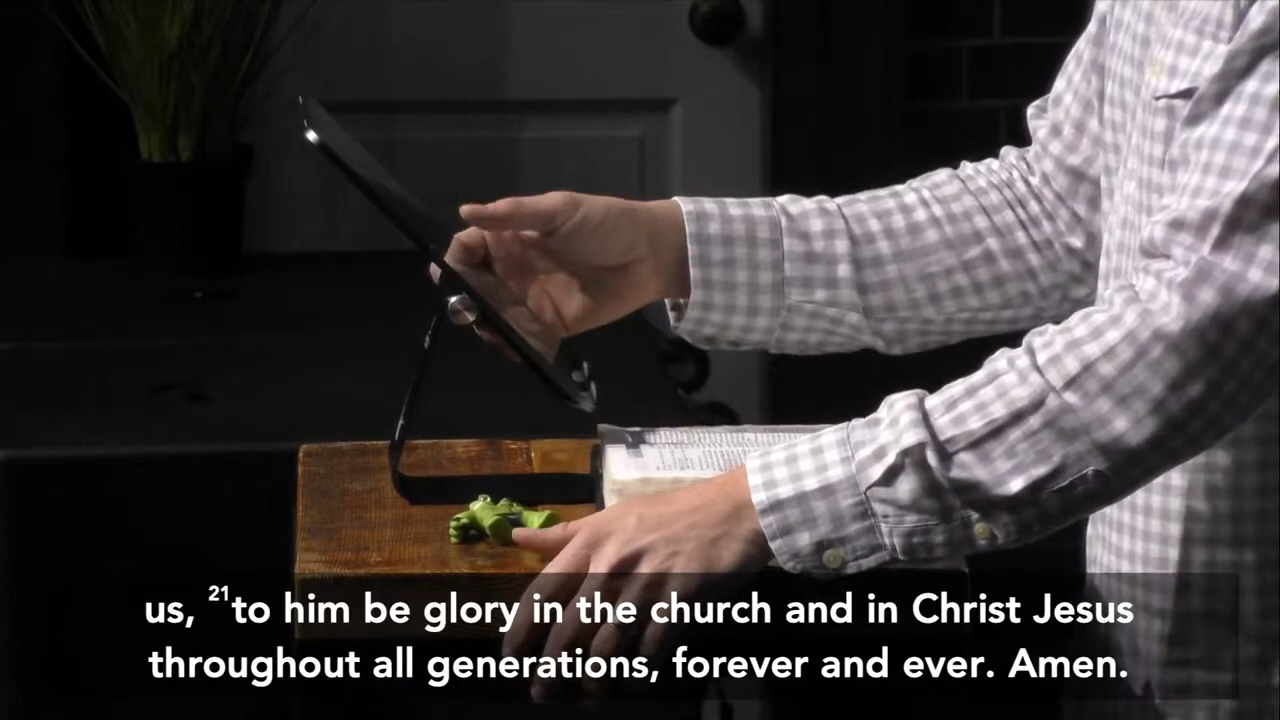 us, ²¹to him be glory in the church and in Christ Jesus
throughout all generations, forever and ever. Amen.